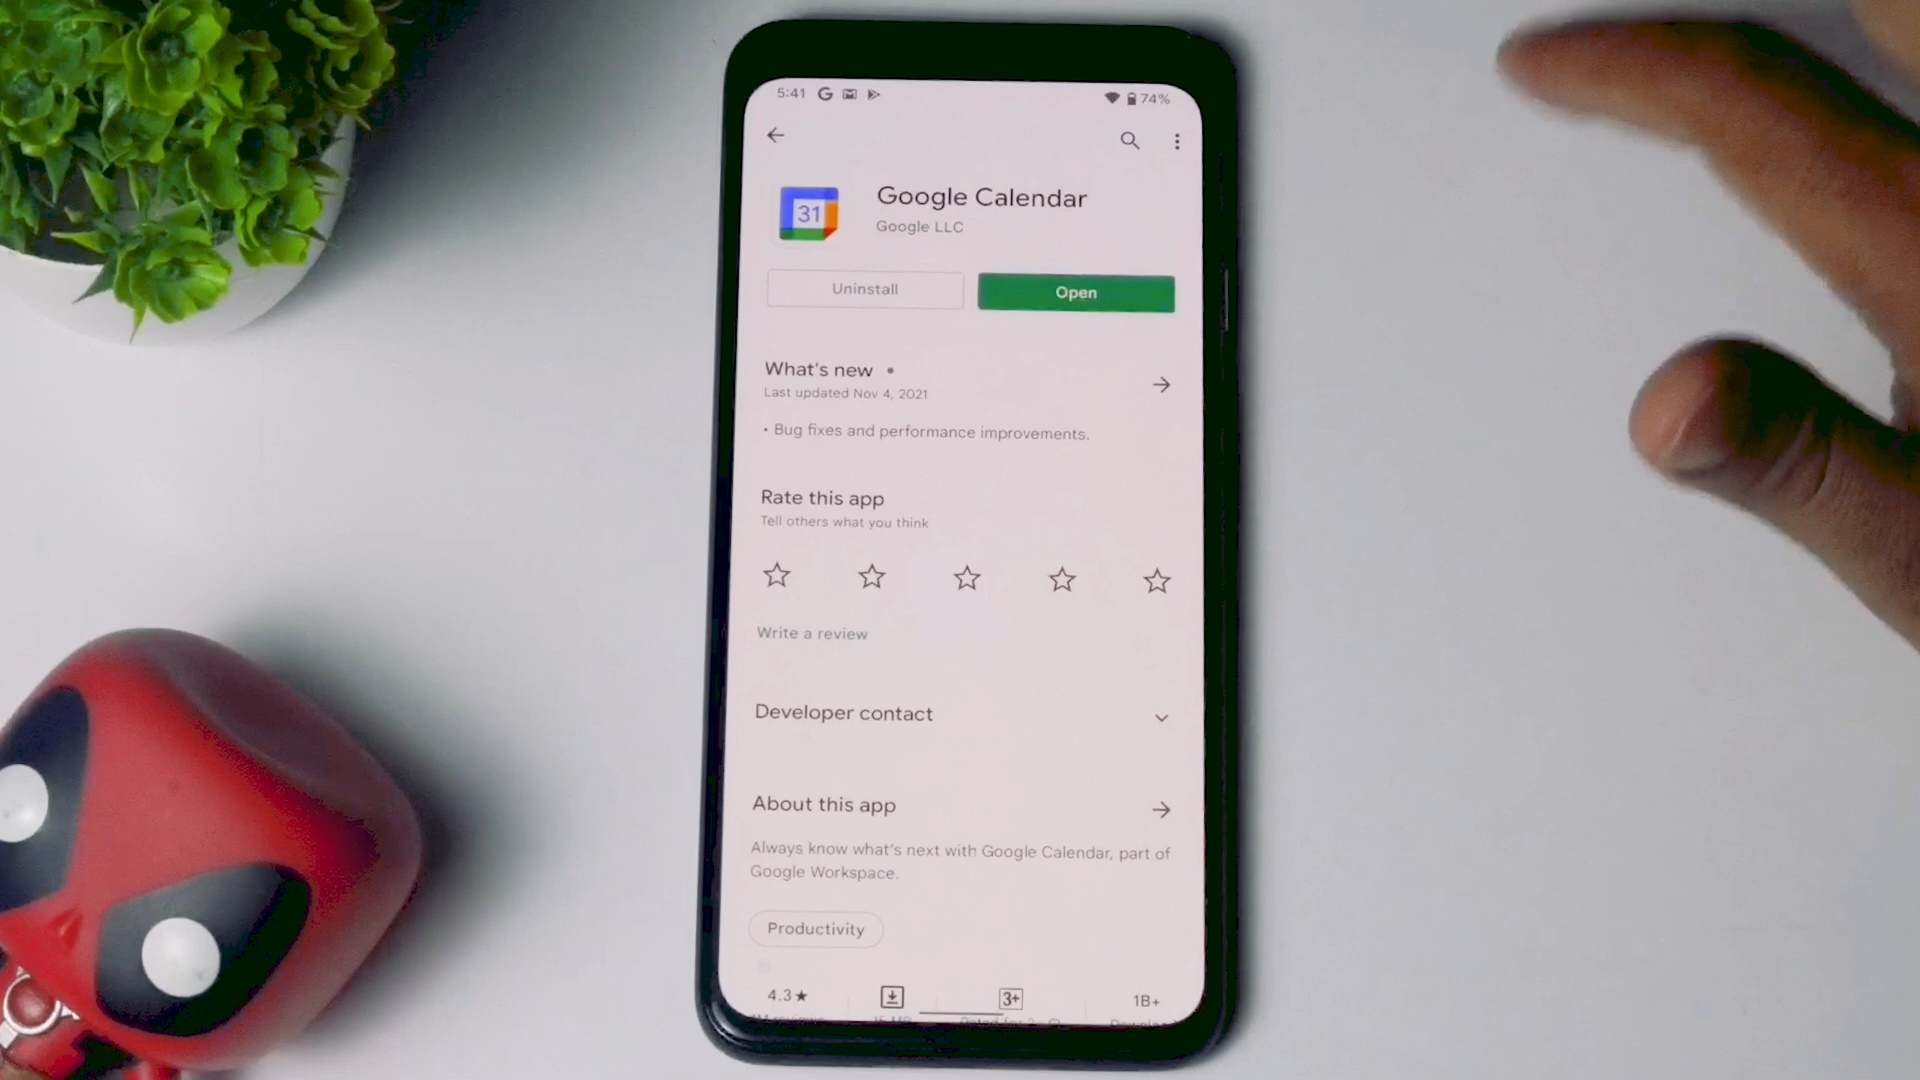 5:41
74%
31
Google Calendar
Google LLC
Uninstall
Open
What's new
Last updated Nov 4, 2021
• Bug fixes and performance improvements.
Rate this app
Tell others what you think
Write a review
Developer contact
About this app
Always know what's next with Google Calendar, part of
Google Workspace.
Productivity
4.3★
3+
1B+